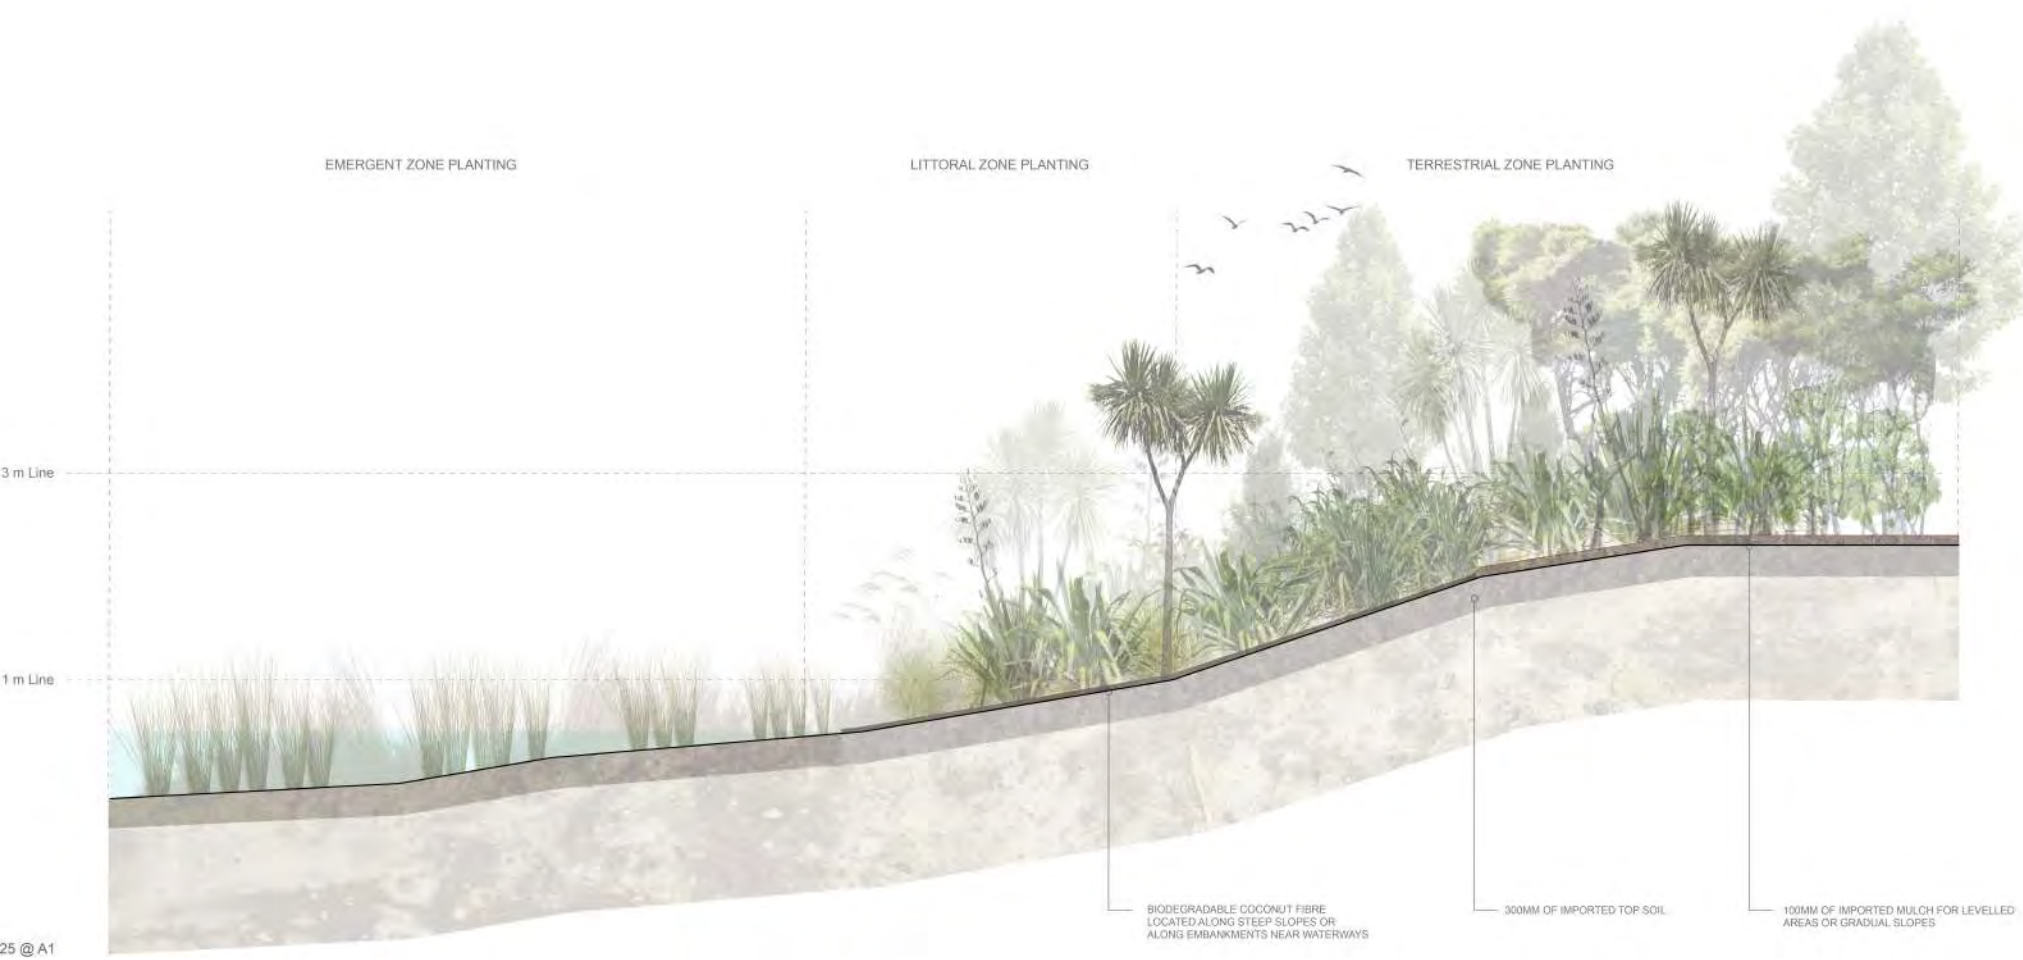 EMERGENT ZONE PLANTING
LITTORAL ZONE PLANTING
TERRESTRIAL ZONE PLANTING
3 m Line
1 m Line
BIODEGRADABLE COCONUT FIBRE
LOCATED ALONG STEEP SLOPES OR
ALONG EMBANKMENTS NEAR WATERWAYS
300MM OF IMPORTED TOP SOIL
100MM OF IMPORTED MULCH FOR LEVELLED
AREAS OR GRADUAL SLOPES
25 @ A1